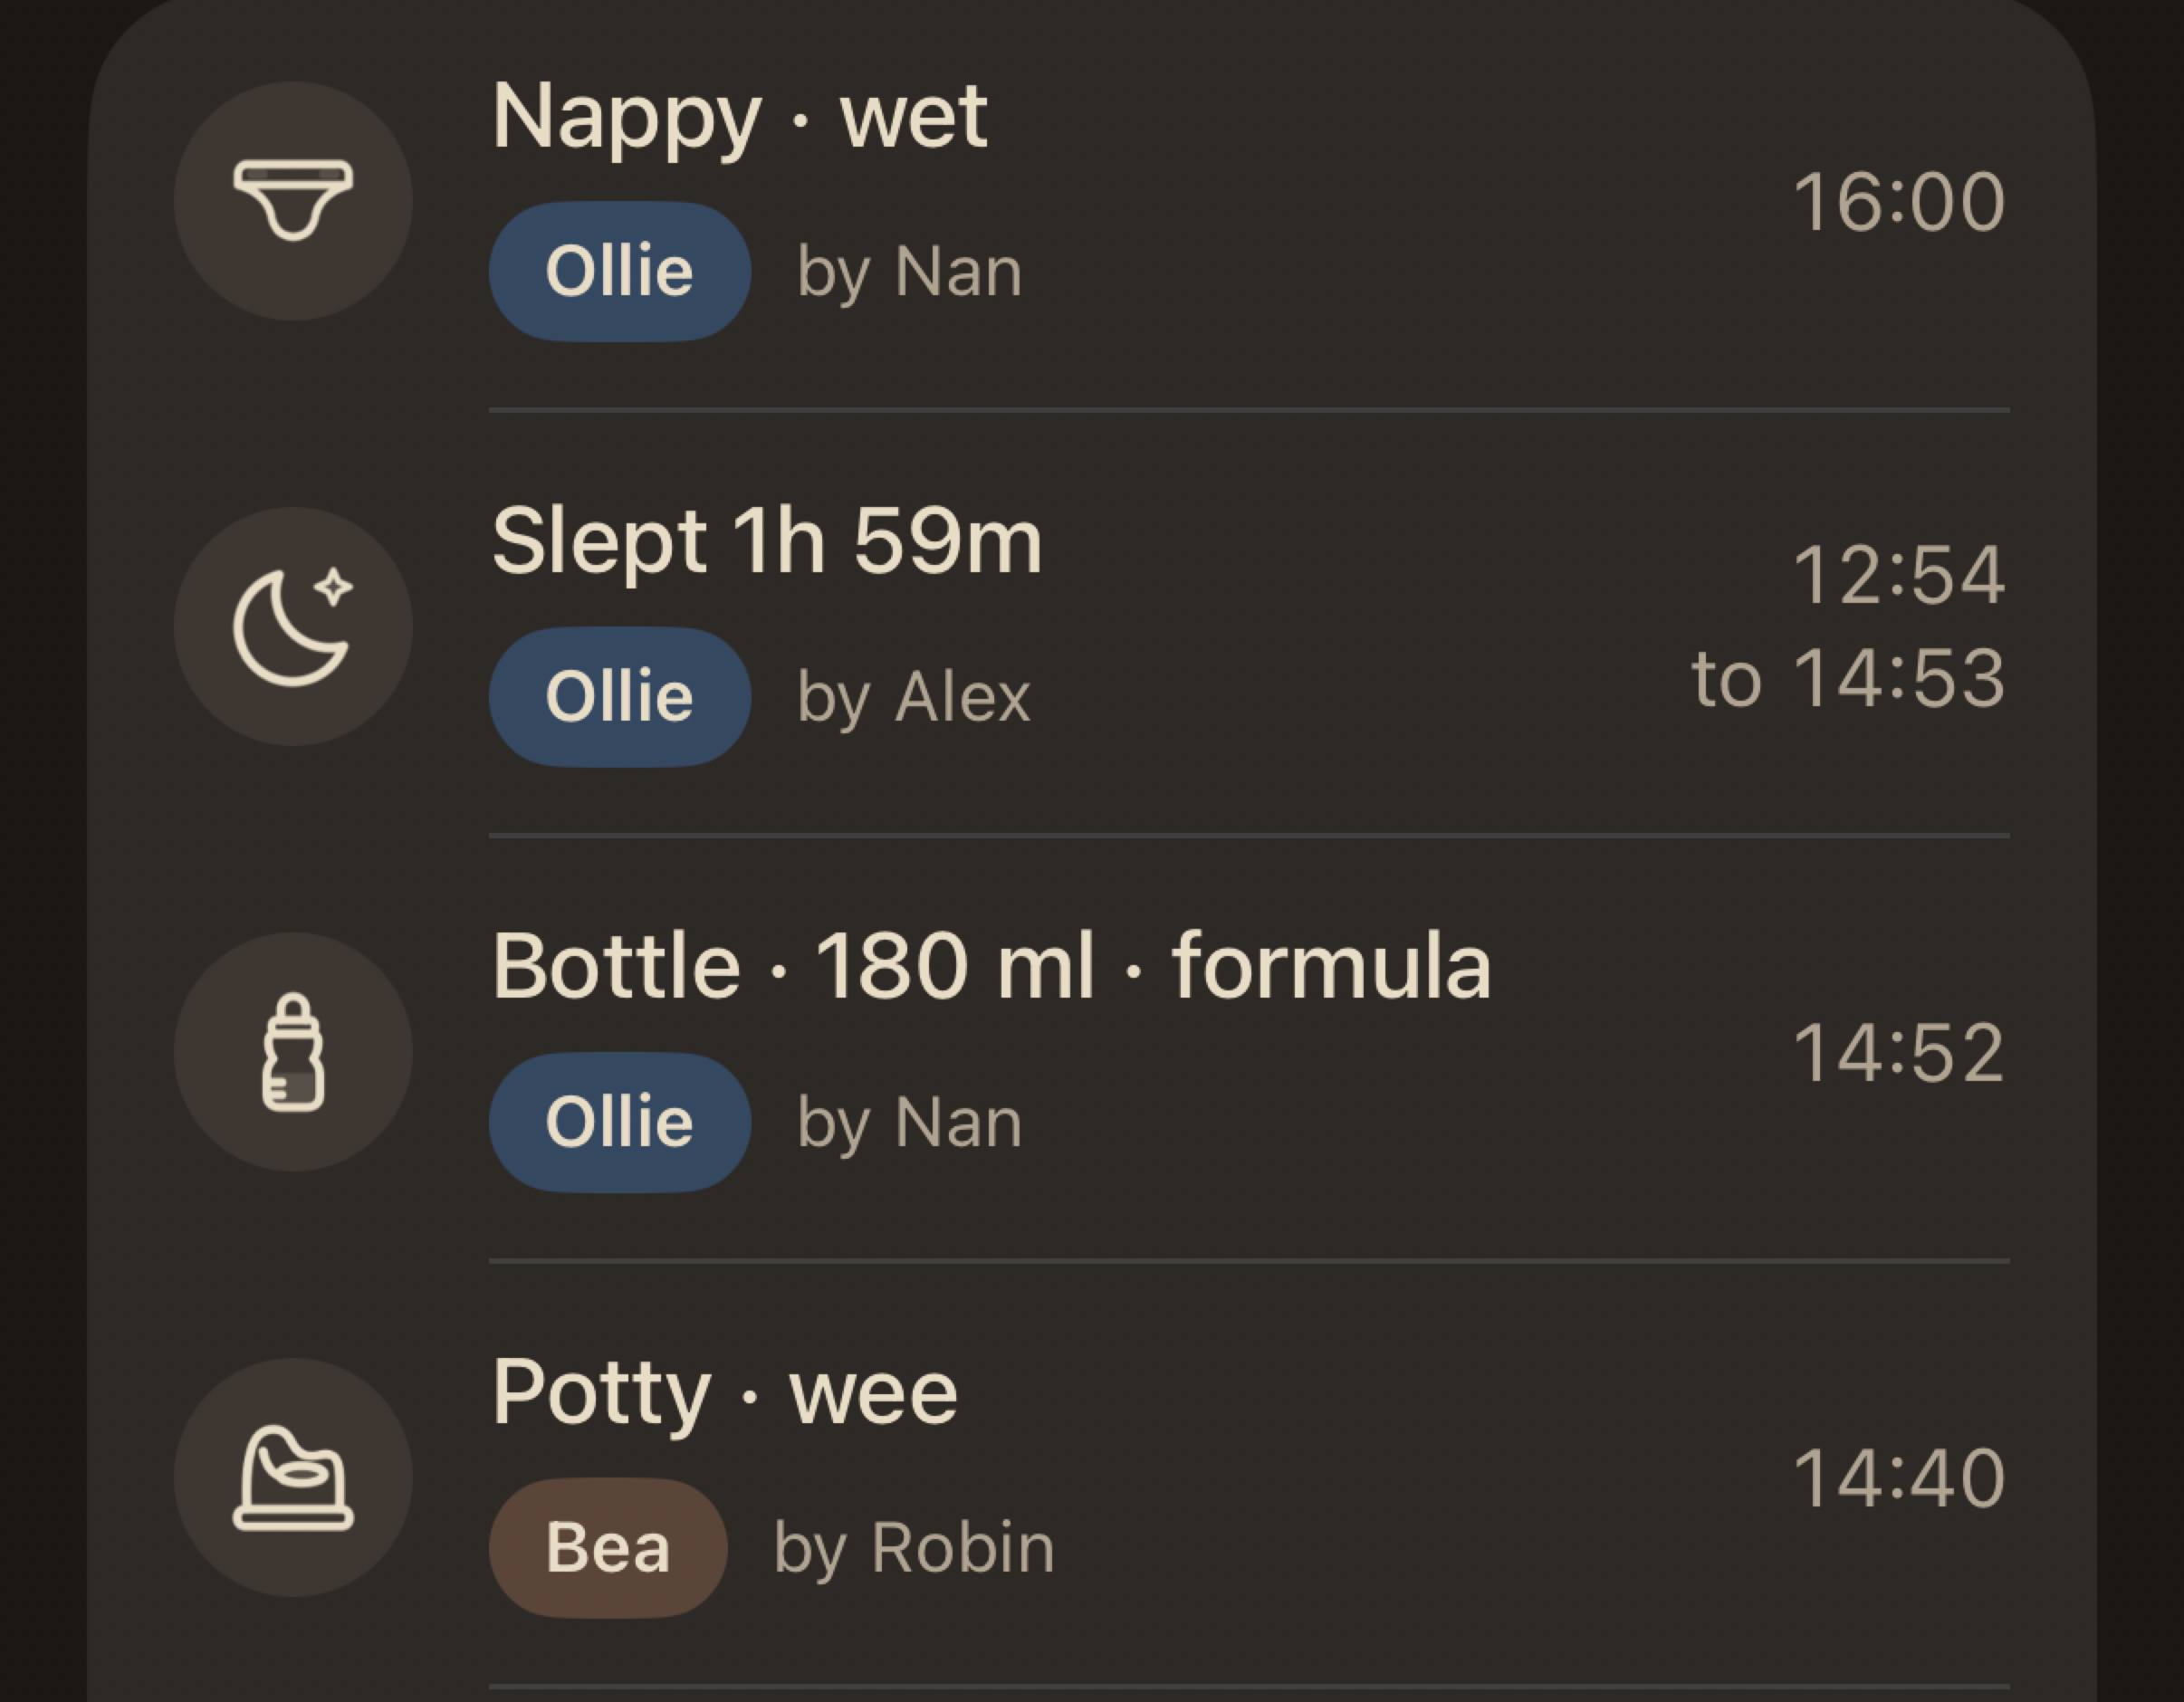 Nappy · wet
Ollie by Nan
16:00
Slept 1h 59m
Ollie by Alex
12:54
to 14:53
Bottle · 180 ml · formula
Ollie by Nan
14:52
Potty · wee
Bea by Robin
14:40